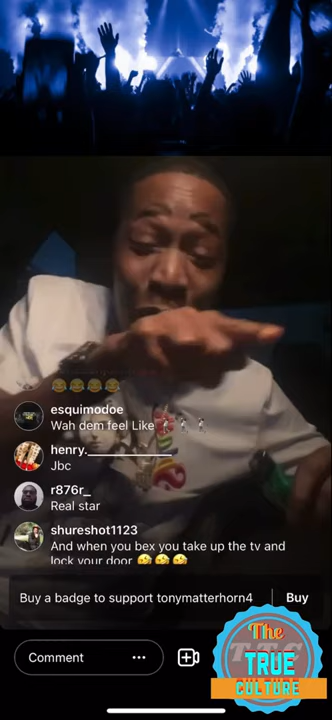 😂😂😂😂
esquimodoe
Wah dem feel Like
henry.__________________
Jbc
r876r_
Real star
shureshot1123
And when you bex you take up the tv and
lock your door 🤣🤣🤣
Buy a badge to support tonymatterhorn4
Buy
Comment
The
TRUE
CULTURE